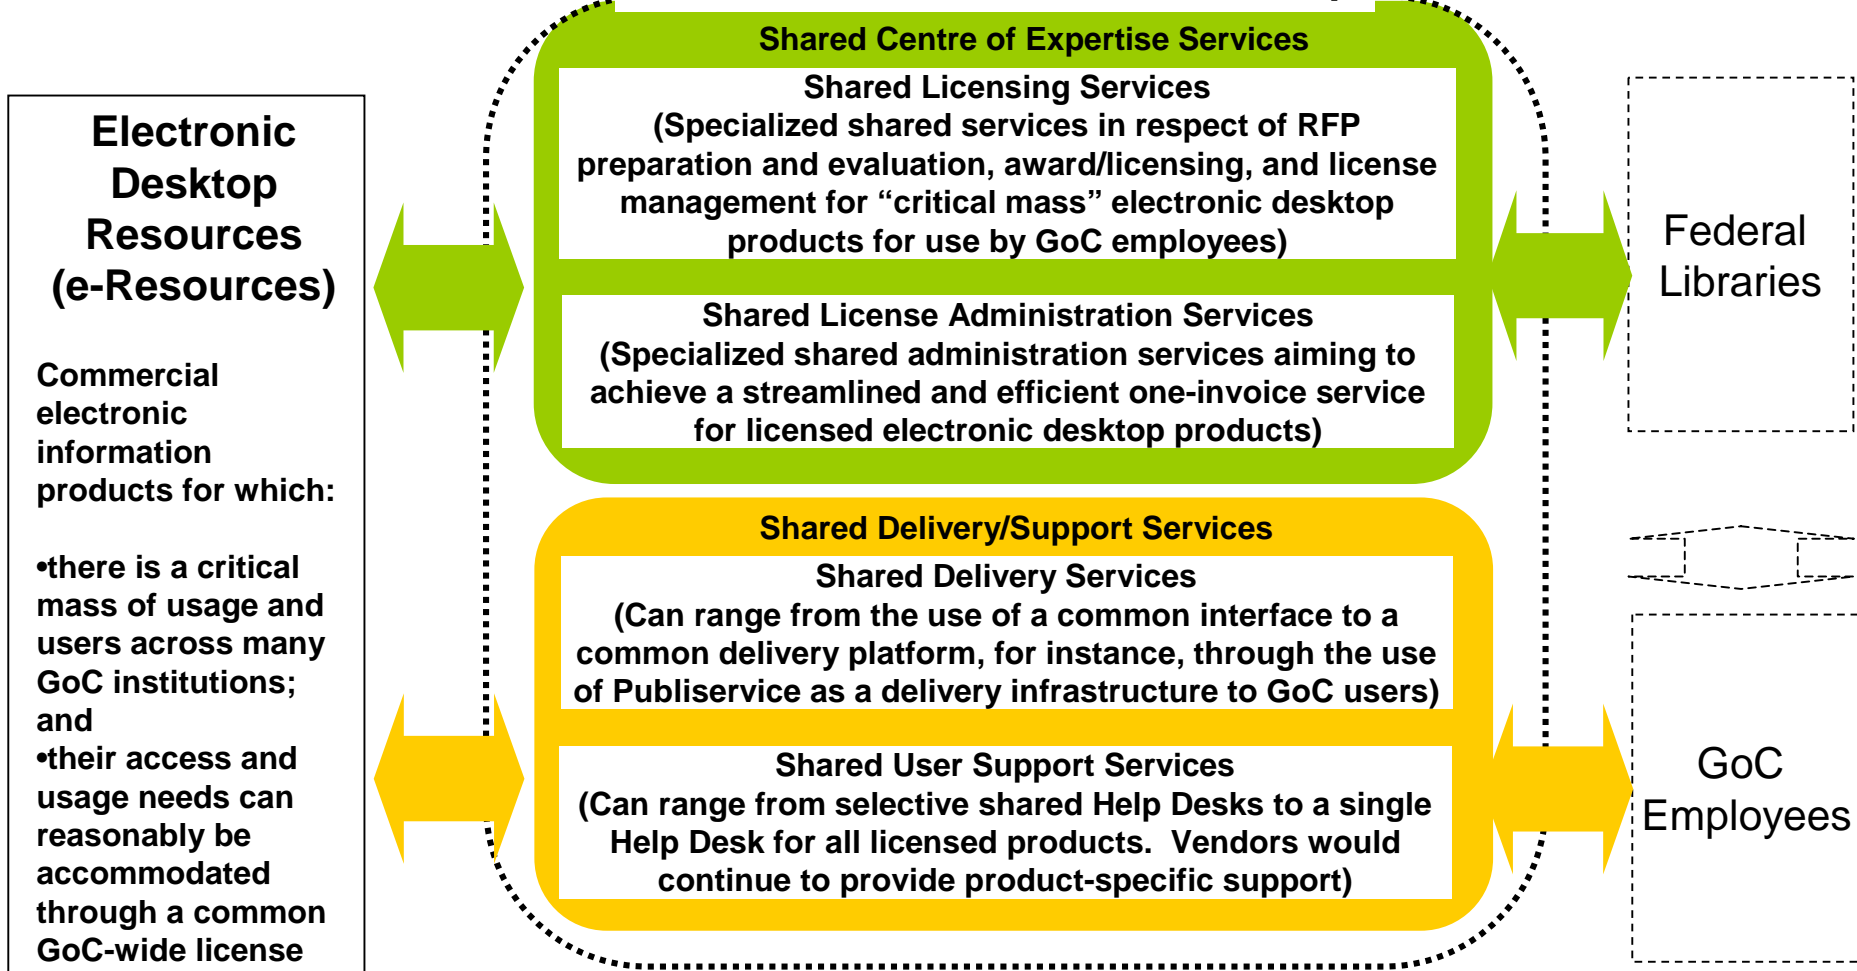 Electronic
Desktop
Resources
(e-Resources)
Commercial
electronic
information
products for which:
•there is a critical
mass of usage and
users across many
GoC institutions;
and
•their access and
usage needs can
reasonably be
accommodated
through a common
GoC-wide license
Shared Centre of Expertise Services
Shared Licensing Services
(Specialized shared services in respect of RFP
preparation and evaluation, award/licensing, and license
management for “critical mass” electronic desktop
products for use by GoC employees)
Shared License Administration Services
(Specialized shared administration services aiming to
achieve a streamlined and efficient one-invoice service
for licensed electronic desktop products)
Shared Delivery/Support Services
Shared Delivery Services
(Can range from the use of a common interface to a
common delivery platform, for instance, through the use
of Publiservice as a delivery infrastructure to GoC users)
Shared User Support Services
(Can range from selective shared Help Desks to a single
Help Desk for all licensed products.  Vendors would
continue to provide product-specific support)
Federal
Libraries
GoC
Employees